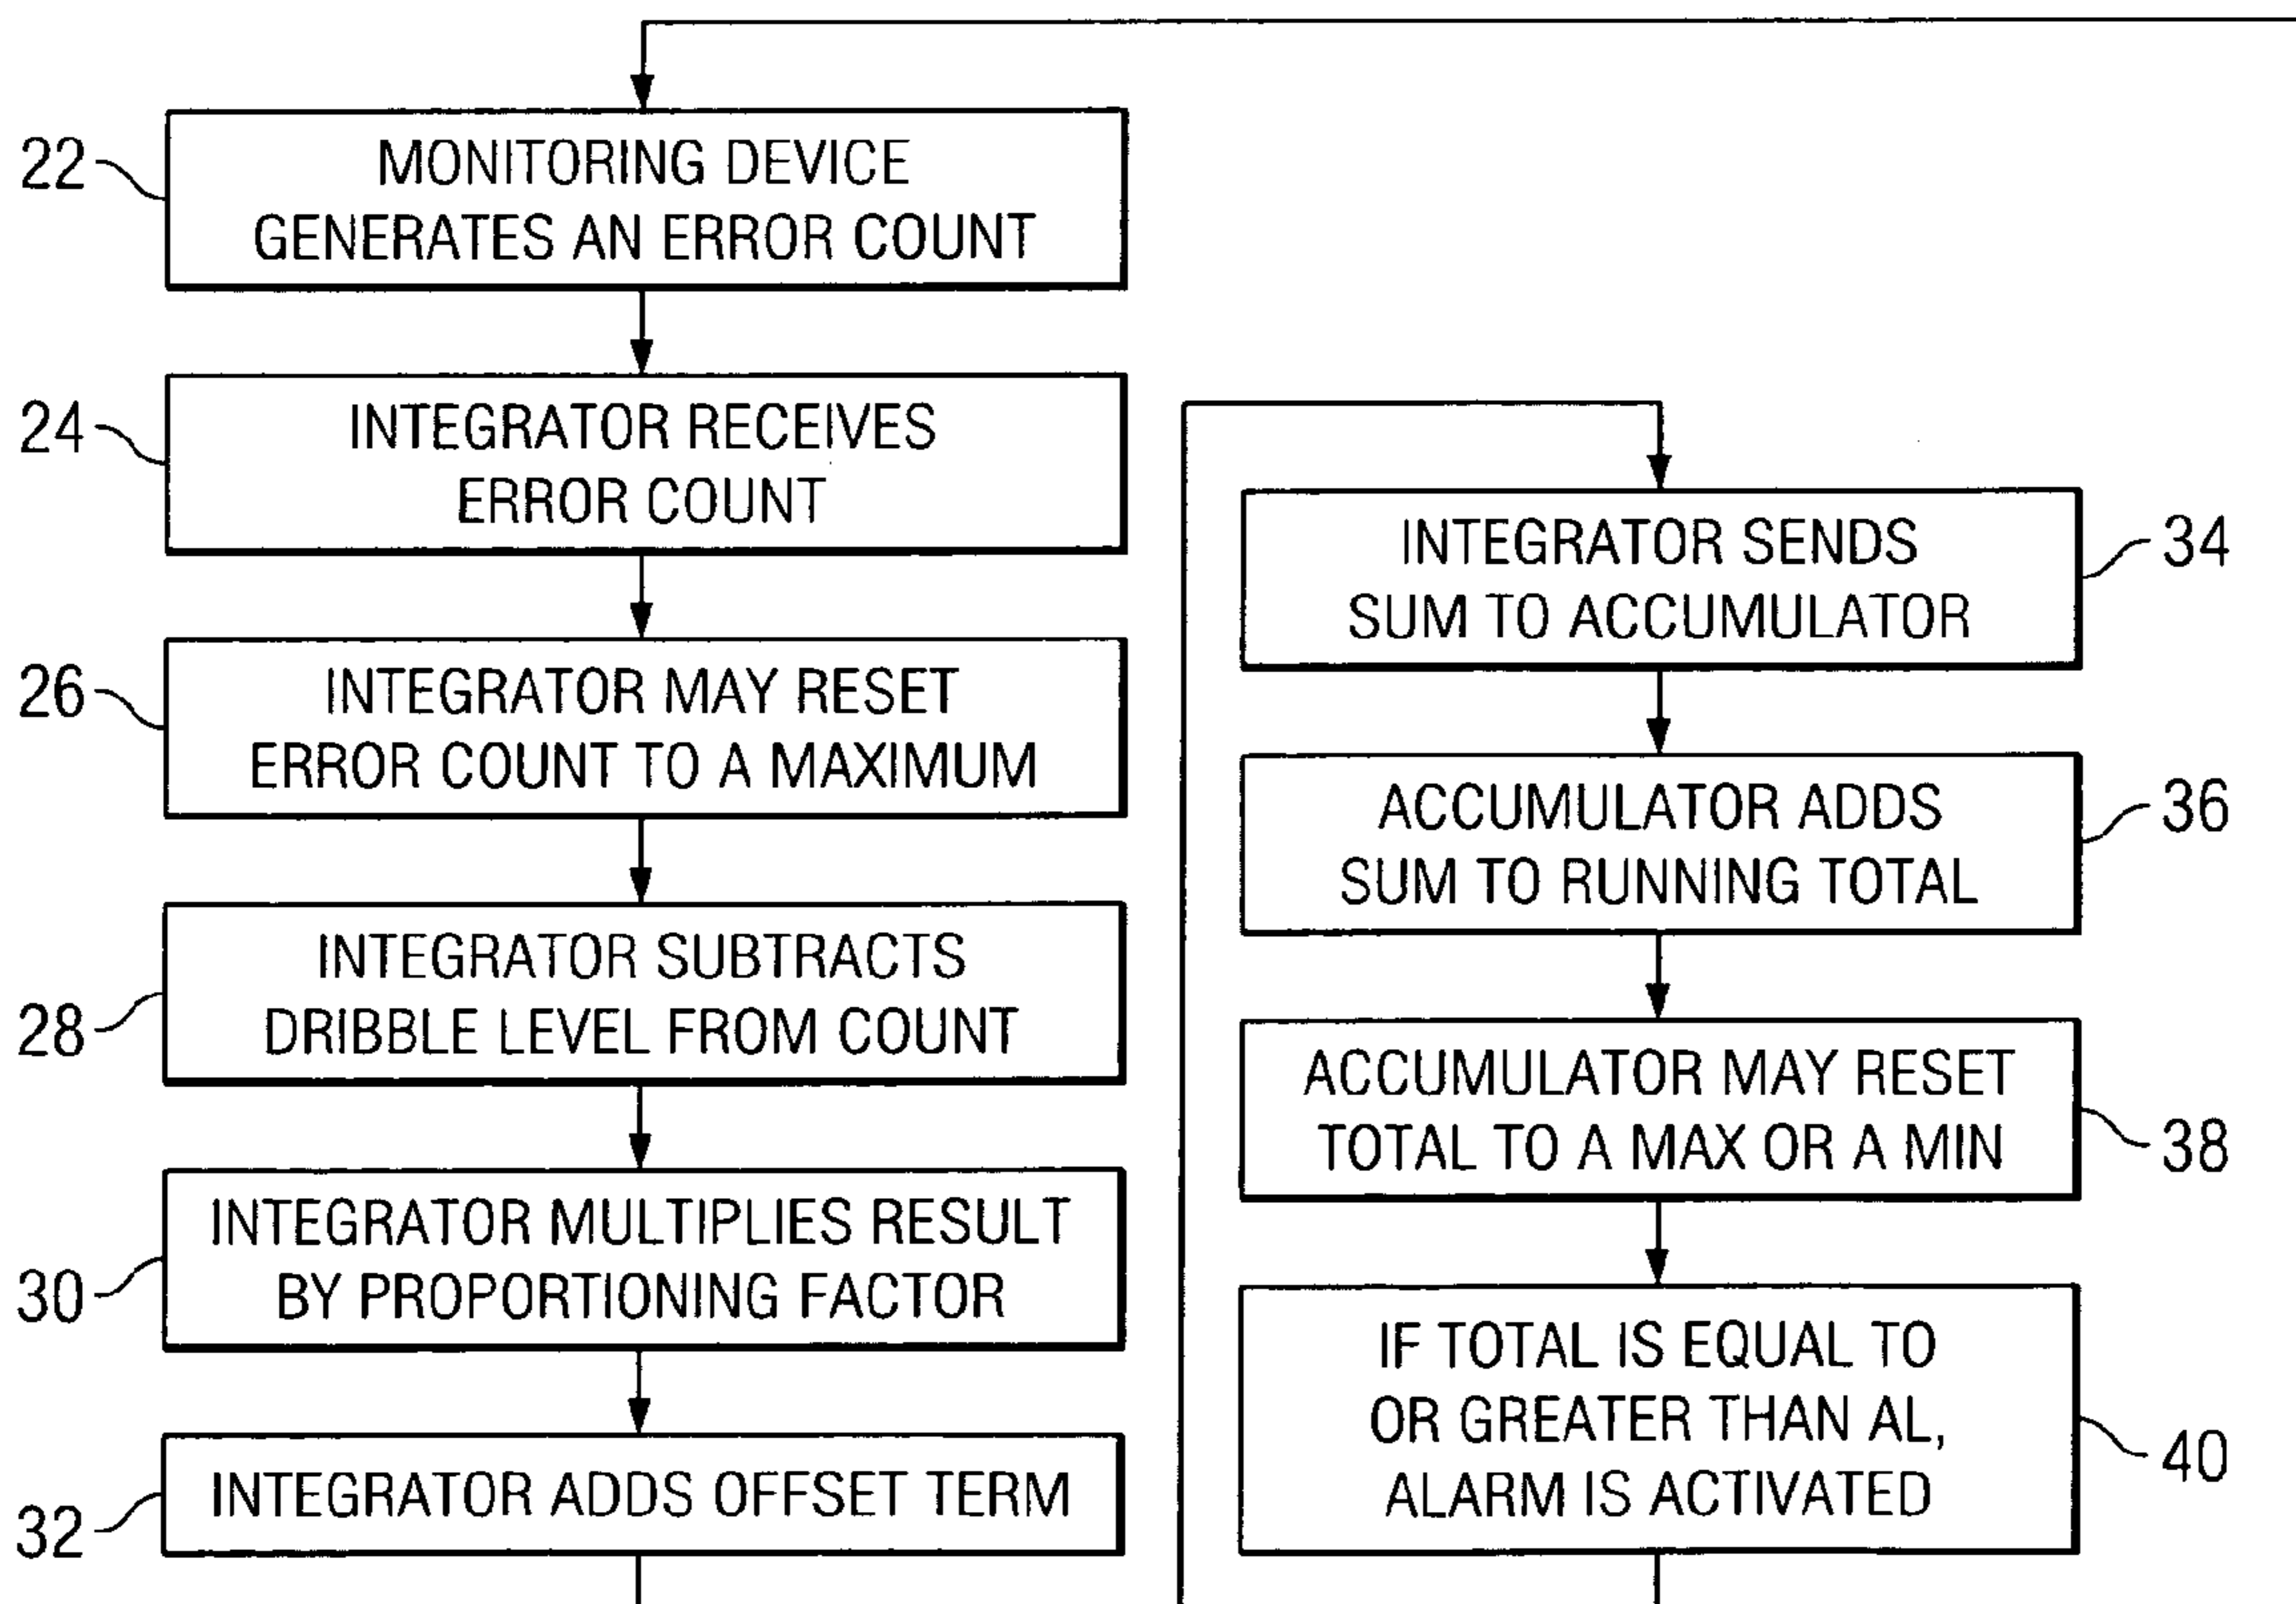 22
MONITORING DEVICE
GENERATES AN ERROR COUNT
24
INTEGRATOR RECEIVES
ERROR COUNT
26
INTEGRATOR MAY RESET
ERROR COUNT TO A MAXIMUM
28
INTEGRATOR SUBTRACTS
DRIBBLE LEVEL FROM COUNT
30
INTEGRATOR MULTIPLIES RESULT
BY PROPORTIONING FACTOR
32
INTEGRATOR ADDS OFFSET TERM
INTEGRATOR SENDS
SUM TO ACCUMULATOR
34
ACCUMULATOR ADDS
SUM TO RUNNING TOTAL
36
ACCUMULATOR MAY RESET
TOTAL TO A MAX OR A MIN
38
IF TOTAL IS EQUAL TO
OR GREATER THAN AL,
ALARM IS ACTIVATED
40